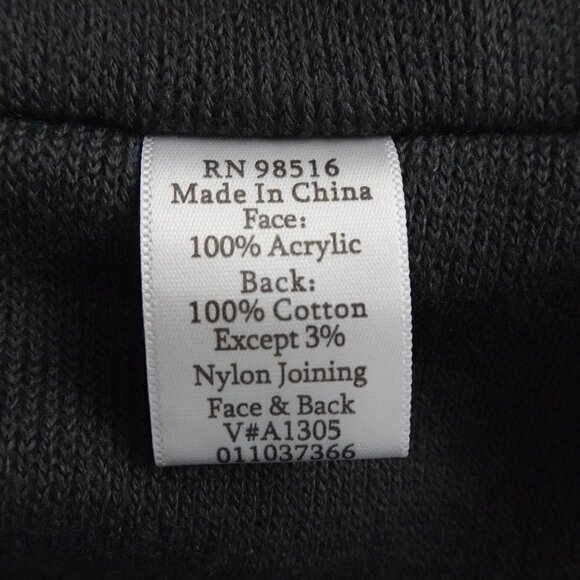 RN 98516
Made In China
Face:
100% Acrylic
Back:
100% Cotton
Except 3%
Nylon Joining
Face & Back
V#A1305
011037366